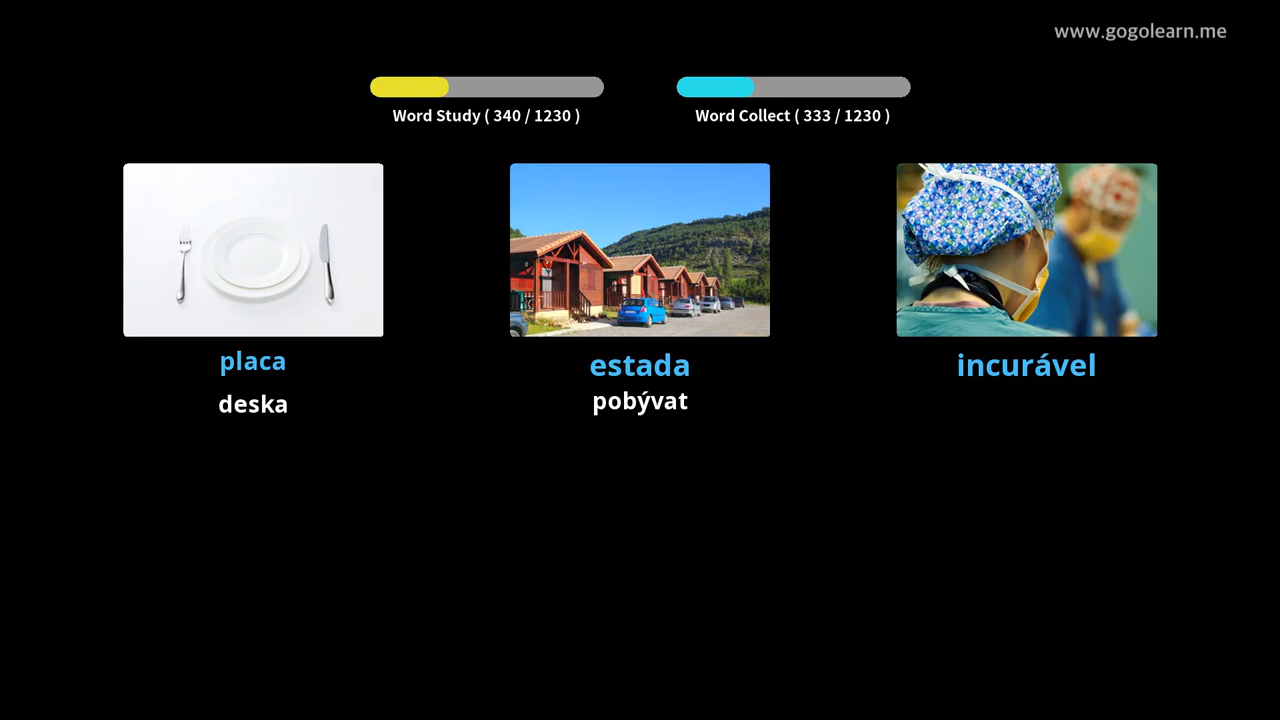 www.gogolearn.me
Word Study ( 340 / 1230 )
Word Collect ( 333 / 1230 )
placa
deska
estada
pobývat
incurável